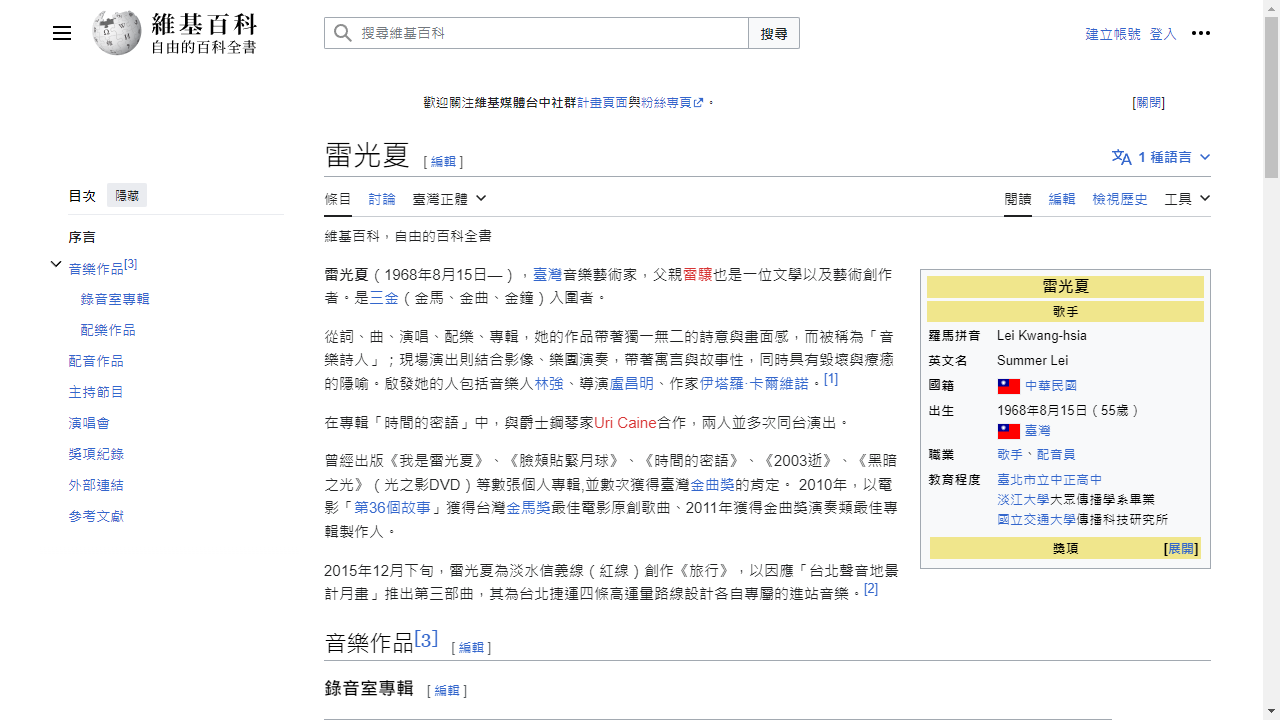 維基百科
自由的百科全書
搜尋維基百科
搜尋
建立帳號 登入
歡迎關注維基媒體台中社群計畫頁面與粉絲專頁。
[關閉]
雷光夏 [編輯]
1 種語言
目次 隱藏
序言
音樂作品[3]
錄音室專輯
配樂作品
配音作品
主持節目
演唱會
獎項紀錄
外部連結
參考文獻
條目 討論 臺灣正體
閱讀 編輯 檢視歷史 工具
維基百科，自由的百科全書
雷光夏（1968年8月15日—），臺灣音樂藝術家，父親雷驤也是一位文學以及藝術創作
者。是三金（金馬、金曲、金鐘）入圍者。
從詞、曲、演唱、配樂、專輯，她的作品帶著獨一無二的詩意與畫面感，而被稱為「音
樂詩人」；現場演出則結合影像、樂團演奏，帶著寓言與故事性，同時具有毀壞與療癒
的隱喻。啟發她的人包括音樂人林強、導演盧昌明、作家伊塔羅·卡爾維諾。[1]
在專輯「時間的密語」中，與爵士鋼琴家Uri Caine合作，兩人並多次同台演出。
曾經出版《我是雷光夏》、《臉頰貼緊月球》、《時間的密語》、《2003逝》、《黑暗
之光》（光之影DVD）等數張個人專輯,並數次獲得臺灣金曲獎的肯定。 2010年，以電
影「第36個故事」獲得台灣金馬獎最佳電影原創歌曲、2011年獲得金曲獎演奏類最佳專
輯製作人。
2015年12月下旬，雷光夏為淡水信義線（紅線）創作《旅行》，以因應「台北聲音地景
計月畫」推出第三部曲，其為台北捷運四條高運量路線設計各自專屬的進站音樂。[2]
雷光夏
歌手
羅馬拼音 Lei Kwang-hsia
英文名 Summer Lei
國籍 中華民國
出生 1968年8月15日（55歲）
臺灣
職業 歌手、配音員
教育程度 臺北市立中正高中
淡江大學大眾傳播學系畢業
國立交通大學傳播科技研究所
獎項 [展開]
音樂作品[3] [編輯]
錄音室專輯 [編輯]